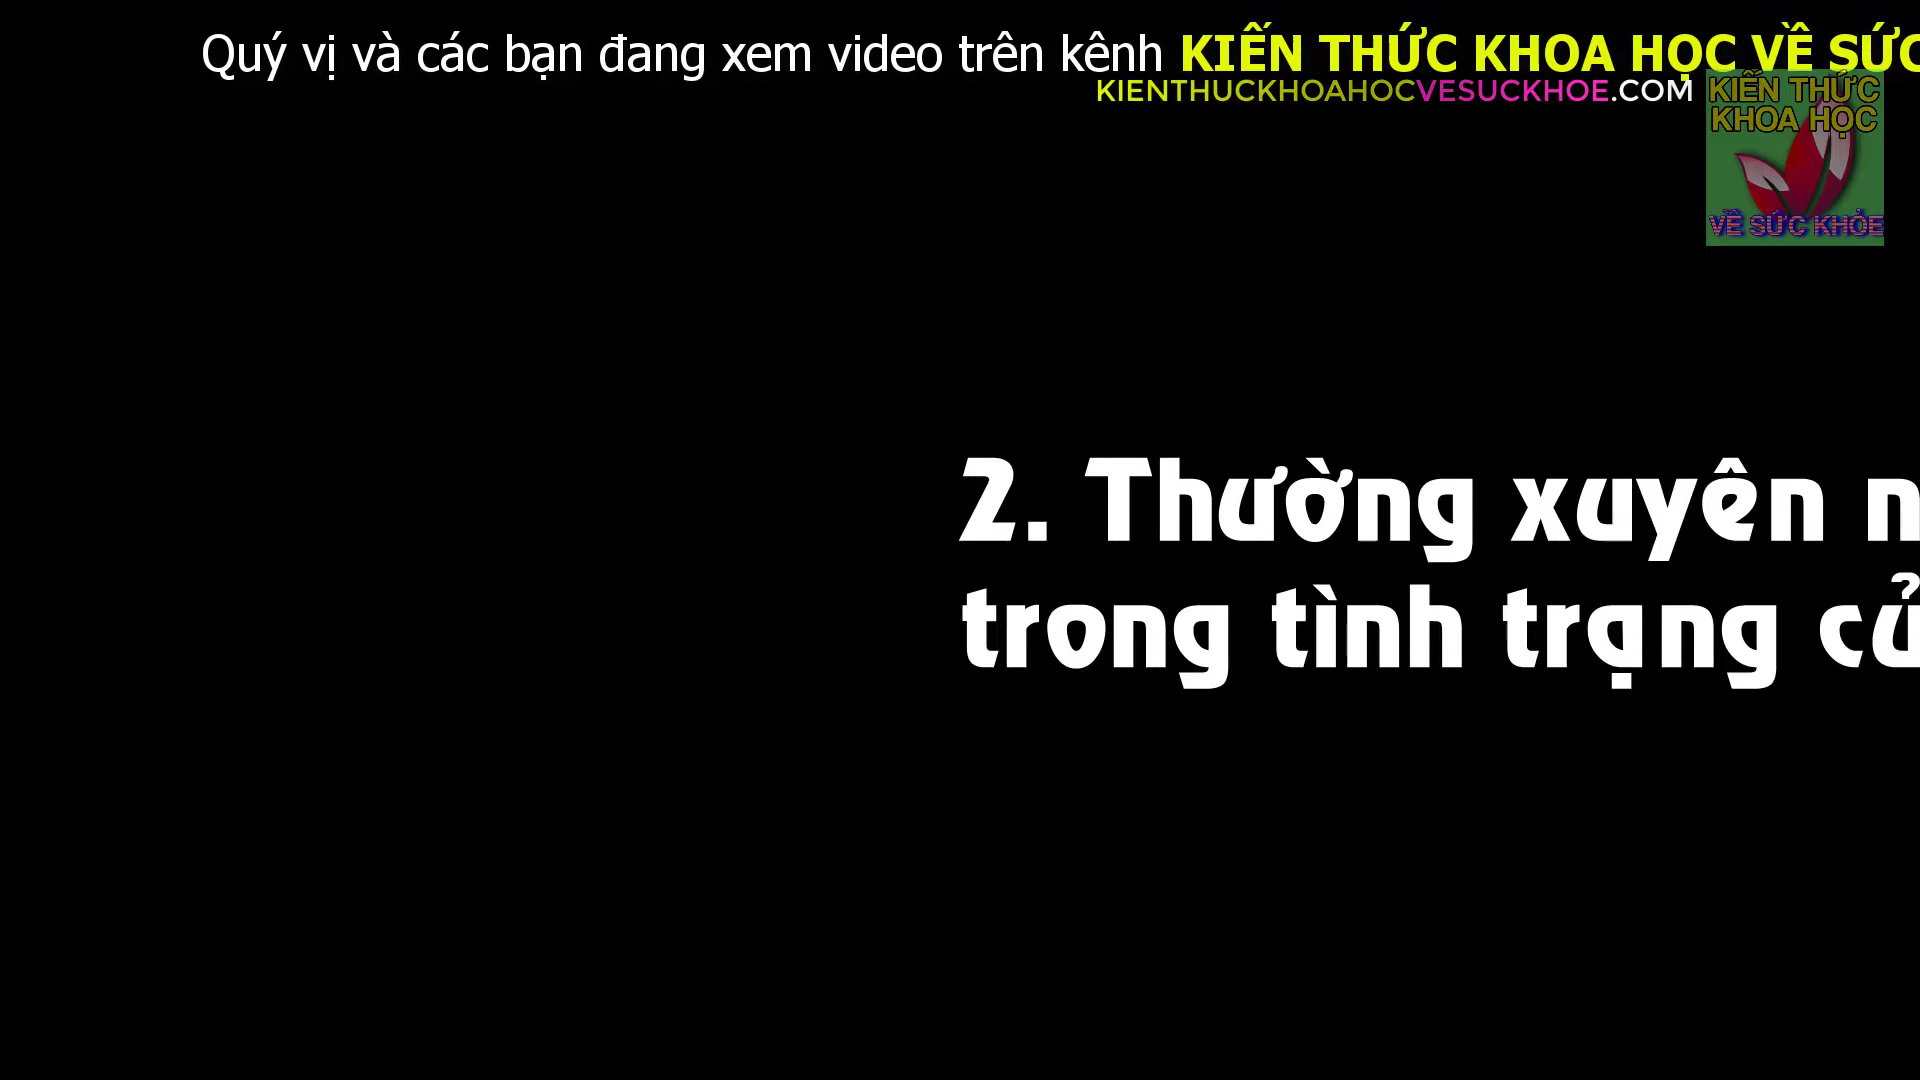 Quý vị và các bạn đang xem video trên kênh KIẾN THỨC KHOA HỌC VỀ SỨC
KIENTHUCKHOAHOCVESUCKHOE.COM
KIẾN THỨC
KHOA HỌC
VỀ SỨC KHỎE
2. Thường xuyên n
trong tình trạng củ